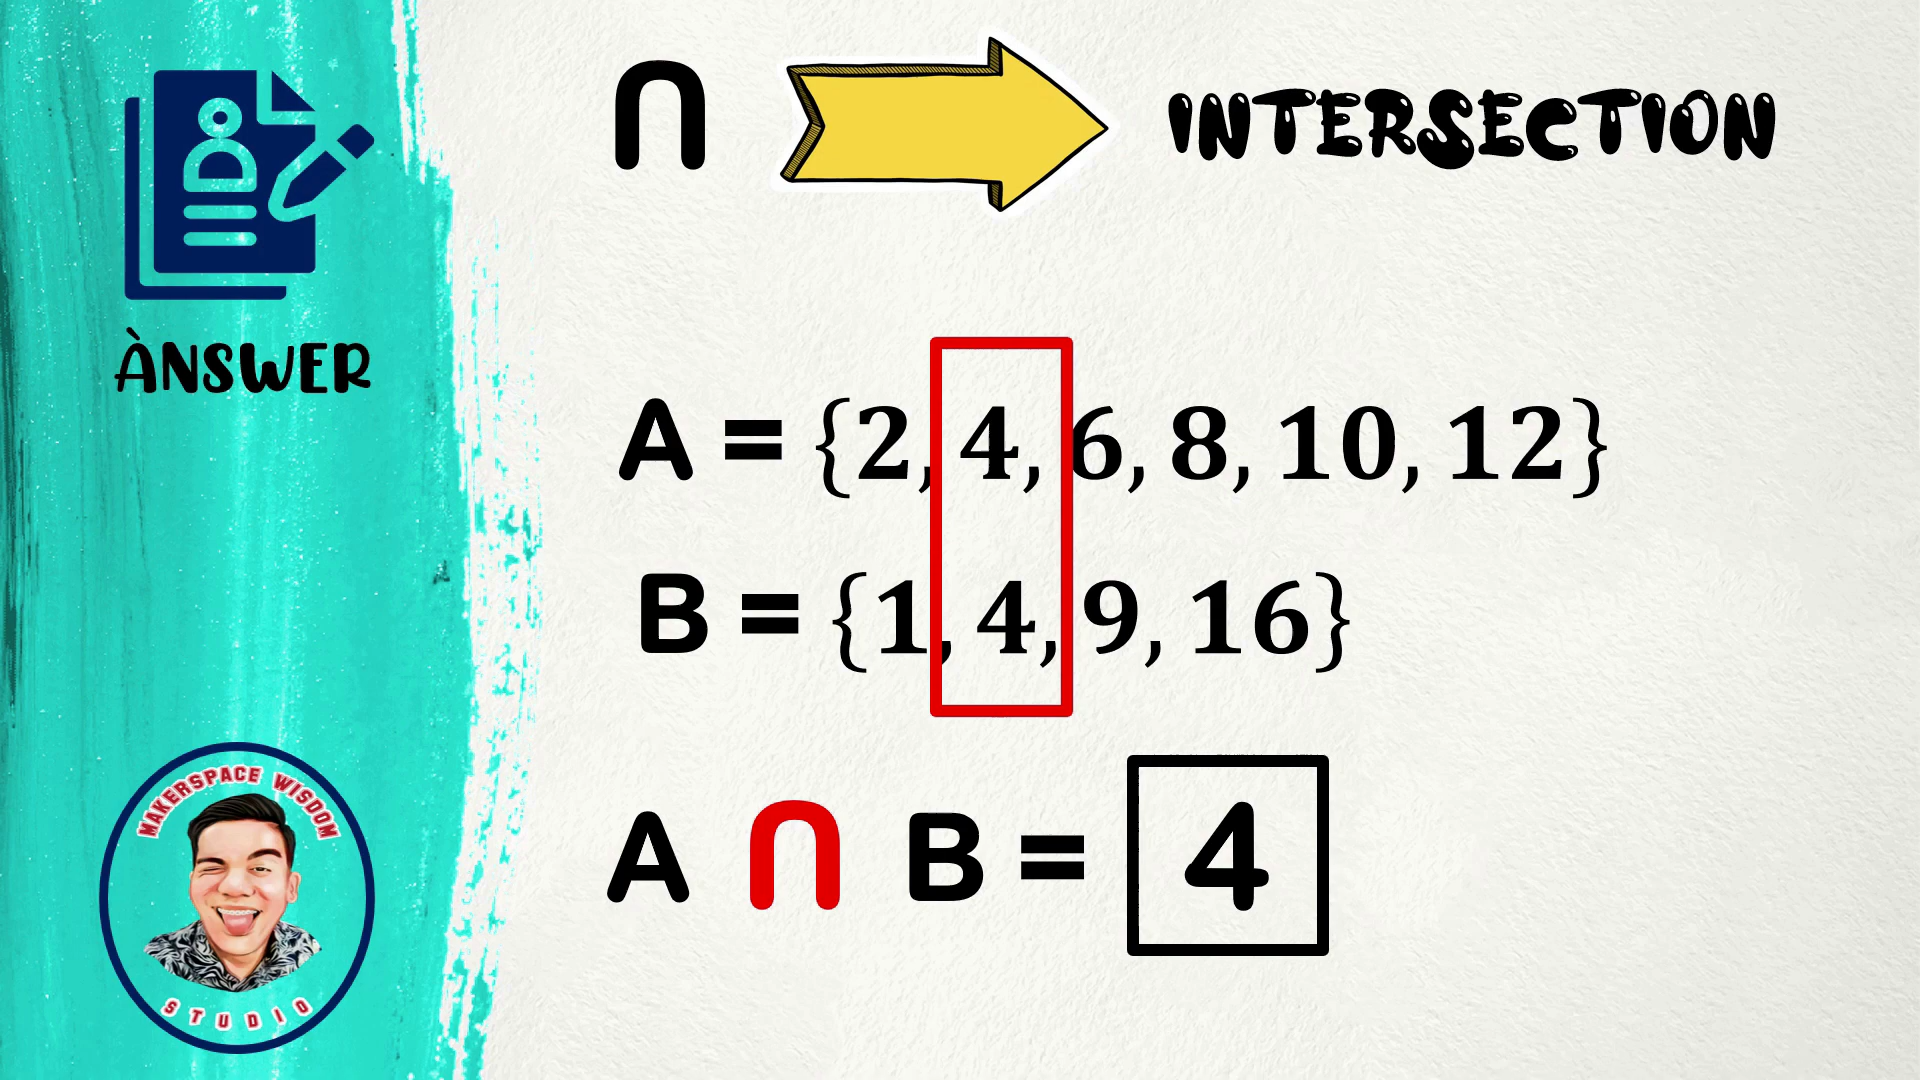 ∩ INTERSECTION
ÀNSWER
A = {2, 4, 6, 8, 10, 12}
B = {1, 4, 9, 16}
A ∩ B = 4
MAKERSPACE WISDOM
STUDIO